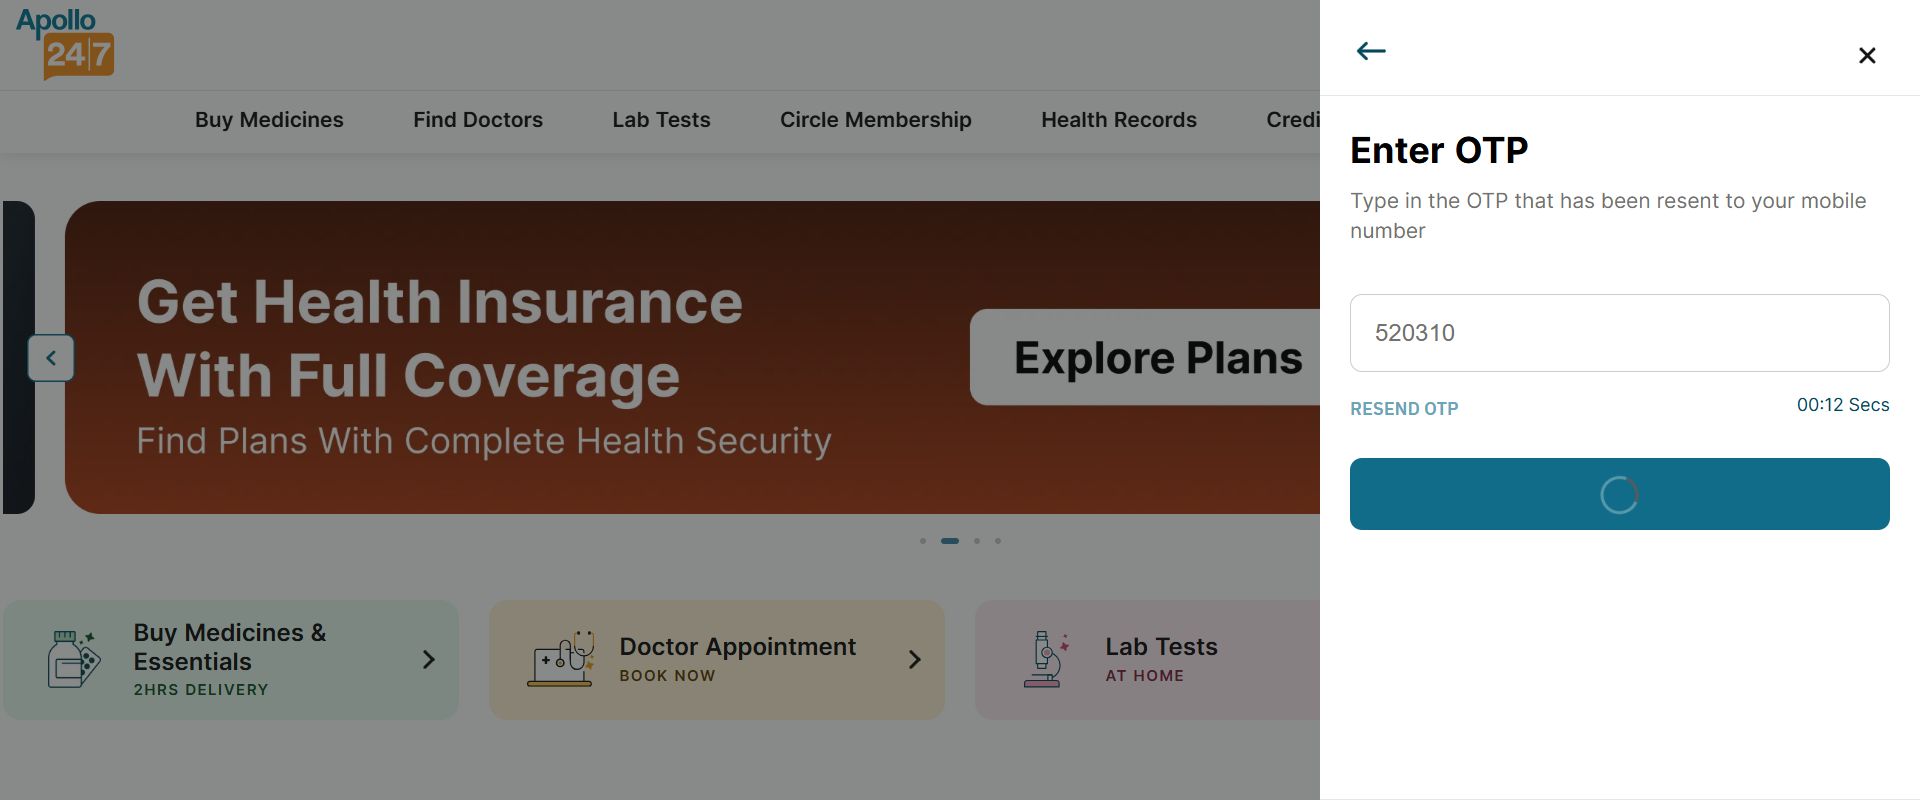 Apollo
24|7
Buy Medicines
Find Doctors
Lab Tests
Circle Membership
Health Records
Credi
Get Health Insurance
With Full Coverage
Find Plans With Complete Health Security
Explore Plans
Buy Medicines &
Essentials
2HRS DELIVERY
Doctor Appointment
BOOK NOW
Lab Tests
AT HOME
Enter OTP
Type in the OTP that has been resent to your mobile
number
520310
RESEND OTP
00:12 Secs